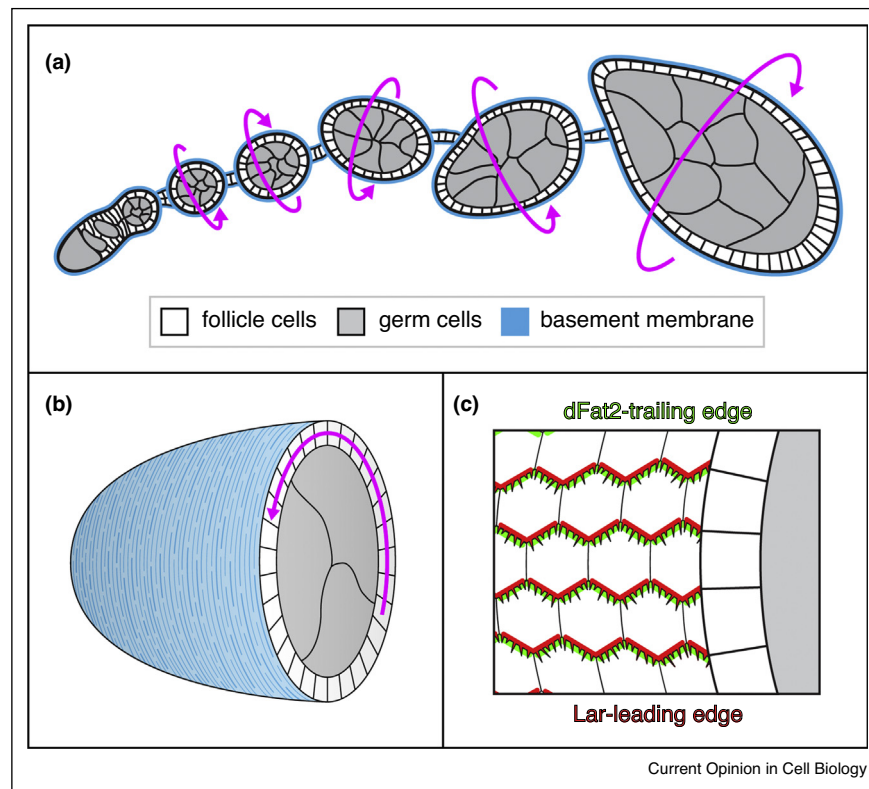 (a)
follicle cells germ cells basement membrane
(b)
(c)
dFat2-trailing edge
Lar-leading edge
Current Opinion in Cell Biology